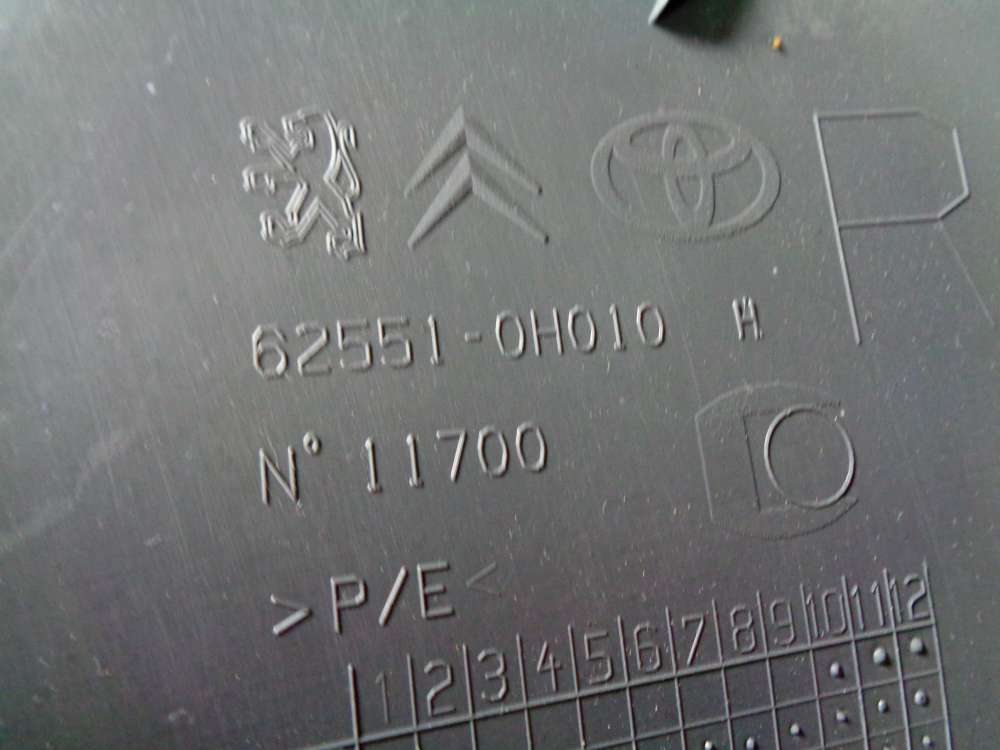 R
62551-0H010 H
N° 11700
>P/E<
1 2 3 4 5 6 7 8 9 10 11 12